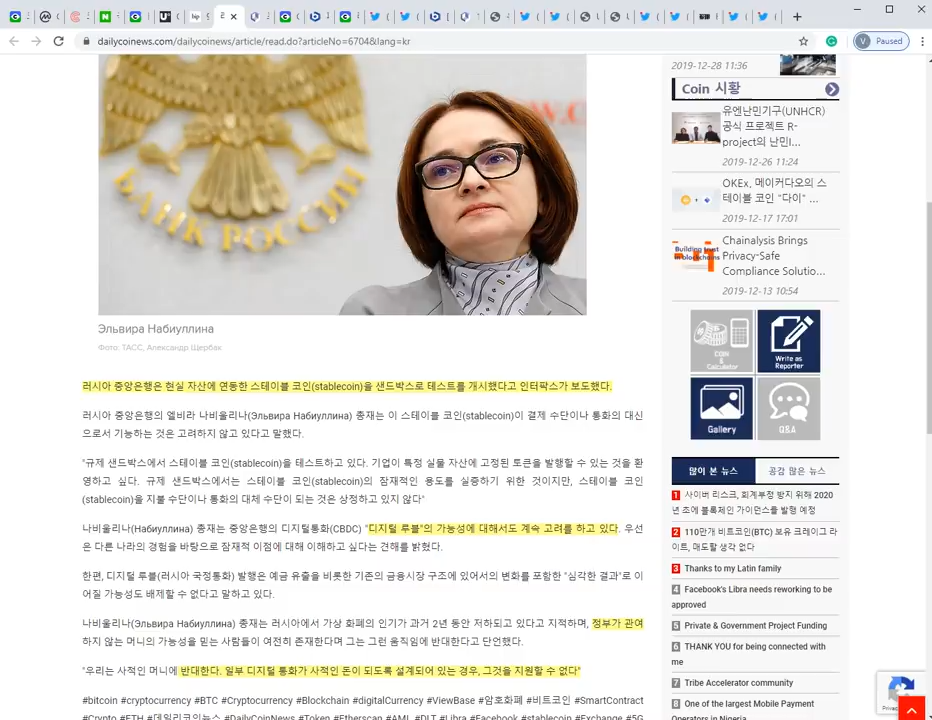 dailycoinews.com/dailycoinews/article/read.do?articleNo=6704&lang=kr
Paused
БАНК РОССИИ
Эльвира Набиуллина
Фото: ТАСС, Александр Щербак
러시아 중앙은행은 현실 자산에 연동한 스테이블 코인(stablecoin)을 샌드박스로 테스트를 개시했다고 인터팍스가 보도했다.
러시아 중앙은행의 엘비라 나비울리나(Эльвира Набиуллина) 총재는 이 스테이블 코인(stablecoin)이 결제 수단이나 통화의 대신
으로서 기능하는 것은 고려하지 않고 있다고 말했다.
"규제 샌드박스에서 스테이블 코인(stablecoin)을 테스트하고 있다. 기업이 특정 실물 자산에 고정된 토큰을 발행할 수 있는 것을 환
영하고 싶다. 규제 샌드박스에서는 스테이블 코인(stablecoin)의 잠재적인 용도를 실증하기 위한 것이지만, 스테이블 코인
(stablecoin)을 지불 수단이나 통화의 대체 수단이 되는 것은 상정하고 있지 않다"
나비울리나(Набиуллина) 총재는 중앙은행의 디지털통화(CBDC) "디지털 루블"의 가능성에 대해서도 계속 고려를 하고 있다. 우선
은 다른 나라의 경험을 바탕으로 잠재적 이점에 대해 이해하고 싶다는 견해를 밝혔다.
한편, 디지털 루블(러시아 국정통화) 발행은 예금 유출을 비롯한 기존의 금융시장 구조에 있어서의 변화를 포함한 "심각한 결과"로 이
어질 가능성도 배제할 수 없다고 말하고 있다.
나비울리나(Эльвира Набиуллина) 총재는 러시아에서 가상 화폐의 인기가 과거 2년 동안 저하되고 있다고 지적하며, 정부가 관여
하지 않는 머니의 가능성을 믿는 사람들이 여전히 존재한다며 그는 그런 움직임에 반대한다고 단언했다.
"우리는 사적인 머니에 반대한다. 일부 디지털 통화가 사적인 돈이 되도록 설계되어 있는 경우, 그것을 지원할 수 없다"
#bitcoin #cryptocurrency #BTC #Cryptocurrency #Blockchain #digitalCurrency #ViewBase #암호화폐 #비트코인 #SmartContract
#Crypto #ETH #데일리코인뉴스 #DailyCoinNews #Token #Etherscan #AML #DLT #Libra #Facebook #stablecoin #Exchange #5G
2019-12-28 11:36
Coin 시황
유엔난민기구(UNHCR)
공식 프로젝트 R-
project의 난민I...
2019-12-26 11:24
OKEx, 메이커다오의 스
테이블 코인 "다이" ...
2019-12-17 17:01
Building trust
in blockchains
Chainalysis Brings
Privacy-Safe
Compliance Solutio...
2019-12-13 10:54
COIN
&
Calculator
Write as
Reporter
Gallery
Q&A
많이 본 뉴스
공감 많은 뉴스
1 사이버 리스크, 회계부정 방지 위해 2020
년 초에 블록체인 가이던스를 발행 예정
2 110만개 비트코인(BTC) 보유 크레이그 라
이트, 매도할 생각 없다
3 Thanks to my Latin family
4 Facebook's Libra needs reworking to be
approved
5 Private & Government Project Funding
6 THANK YOU for being connected with
me
7 Tribe Accelerator community
8 One of the largest Mobile Payment
Operators in Nigeria